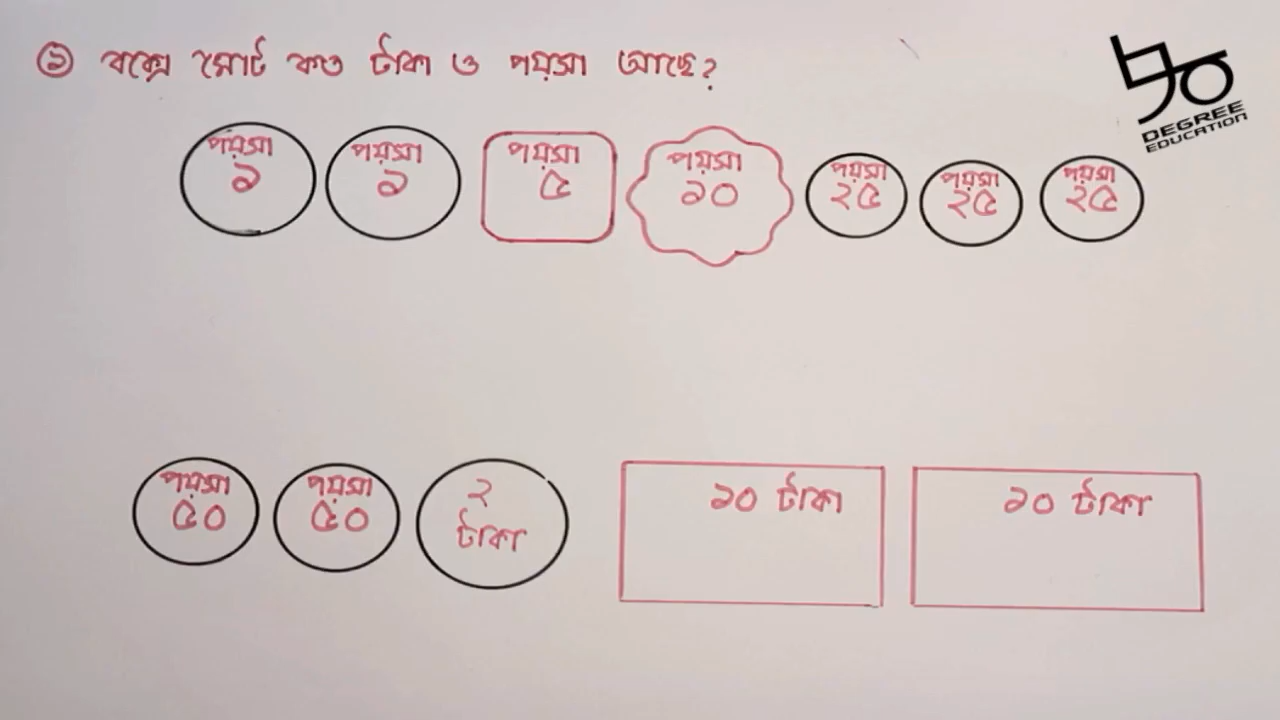 ১ বক্সে মোট কত টাকা ও পয়সা আছে?
পয়সা ১
পয়সা ১
পয়সা ৫
পয়সা ১০
পয়সা ২৫
পয়সা ২৫
পয়সা ২৫
পয়সা ৫০
পয়সা ৫০
২ টাকা
১০ টাকা
১০ টাকা
DEGREE
EDUCATION